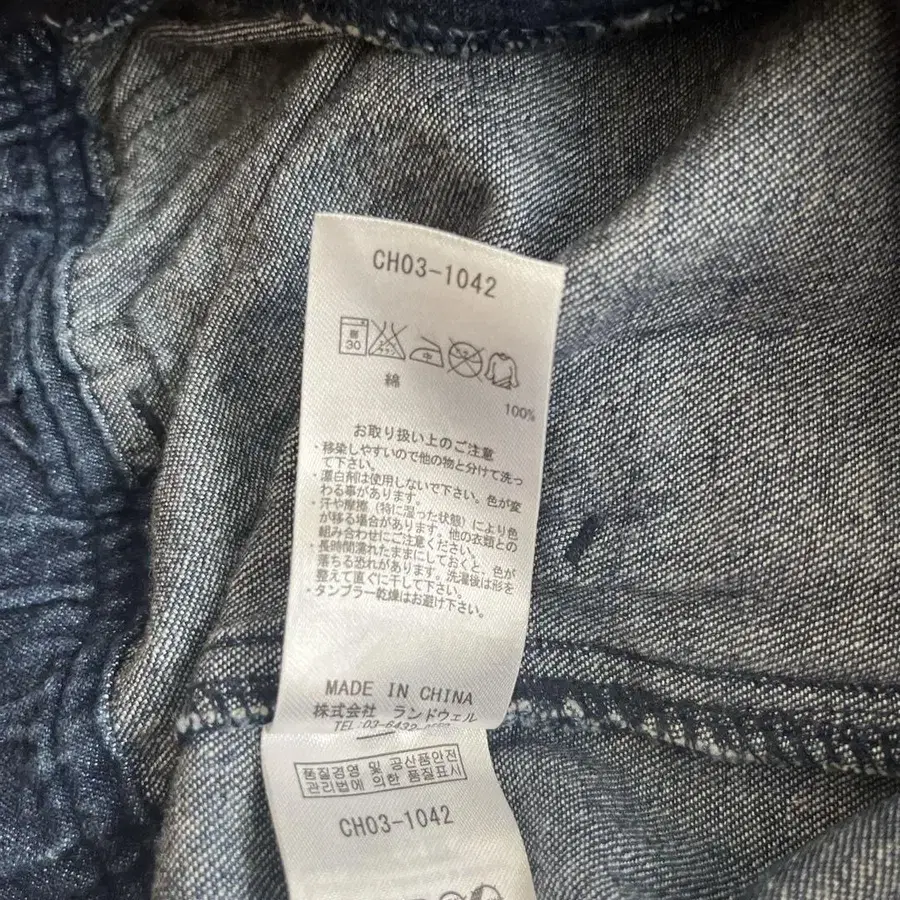 CH03-1042
弱
30
中
綿
100%
お取り扱い上のご注意
・移染しやすいので他の物と分けて洗っ
て下さい。
・漂白剤は使用しないで下さい。色が変
わる事があります。
・汗や摩擦（特に湿った状態）により色
が移る場合があります。他の衣類との
組み合わせにご注意ください。
・長時間濡れたままにしておくと、色が
落ちる恐れがあります。洗濯後は形を
整えて直ぐに干して下さい。
・タンブラー乾燥はお避け下さい。
MADE IN CHINA
株式会社 ランドウェル
TEL:03-6432-
품질경영 및 공산품안전
관리법에 의한 품질표시
CH03-1042